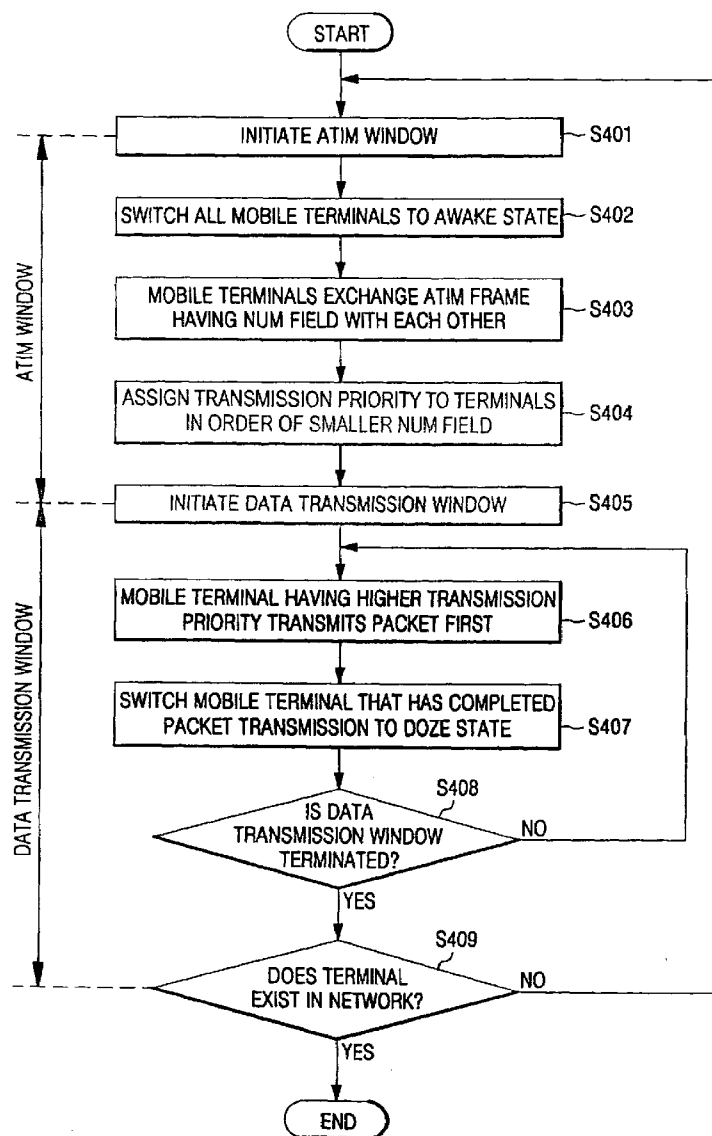 START
INITIATE ATIM WINDOW
S401
SWITCH ALL MOBILE TERMINALS TO AWAKE STATE
S402
MOBILE TERMINALS EXCHANGE ATIM FRAME
HAVING NUM FIELD WITH EACH OTHER
S403
ATIM WINDOW
ASSIGN TRANSMISSION PRIORITY TO TERMINALS
IN ORDER OF SMALLER NUM FIELD
S404
INITIATE DATA TRANSMISSION WINDOW
S405
MOBILE TERMINAL HAVING HIGHER TRANSMISSION
PRIORITY TRANSMITS PACKET FIRST
S406
SWITCH MOBILE TERMINAL THAT HAS COMPLETED
PACKET TRANSMISSION TO DOZE STATE
S407
DATA TRANSMISSION WINDOW
S408
IS DATA
TRANSMISSION WINDOW
TERMINATED?
NO
YES
S409
DOES TERMINAL
EXIST IN NETWORK?
NO
YES
END